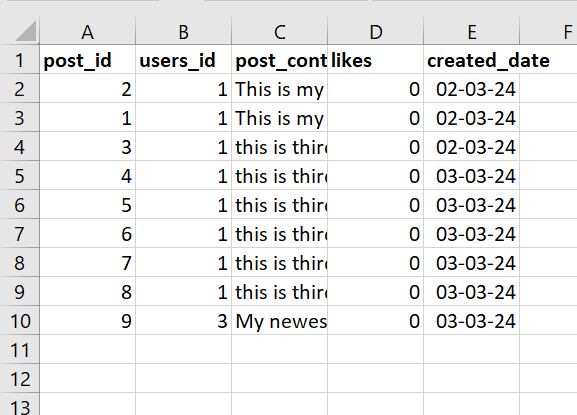 A B C D E F
1 post_id users_id post_cont likes created_date
2 2 1 This is my 0 02-03-24
3 1 1 This is my 0 02-03-24
4 3 1 this is thir 0 02-03-24
5 4 1 this is thir 0 03-03-24
6 5 1 this is thir 0 03-03-24
7 6 1 this is thir 0 03-03-24
8 7 1 this is thir 0 03-03-24
9 8 1 this is thir 0 03-03-24
10 9 3 My newes 0 03-03-24
11
12
13